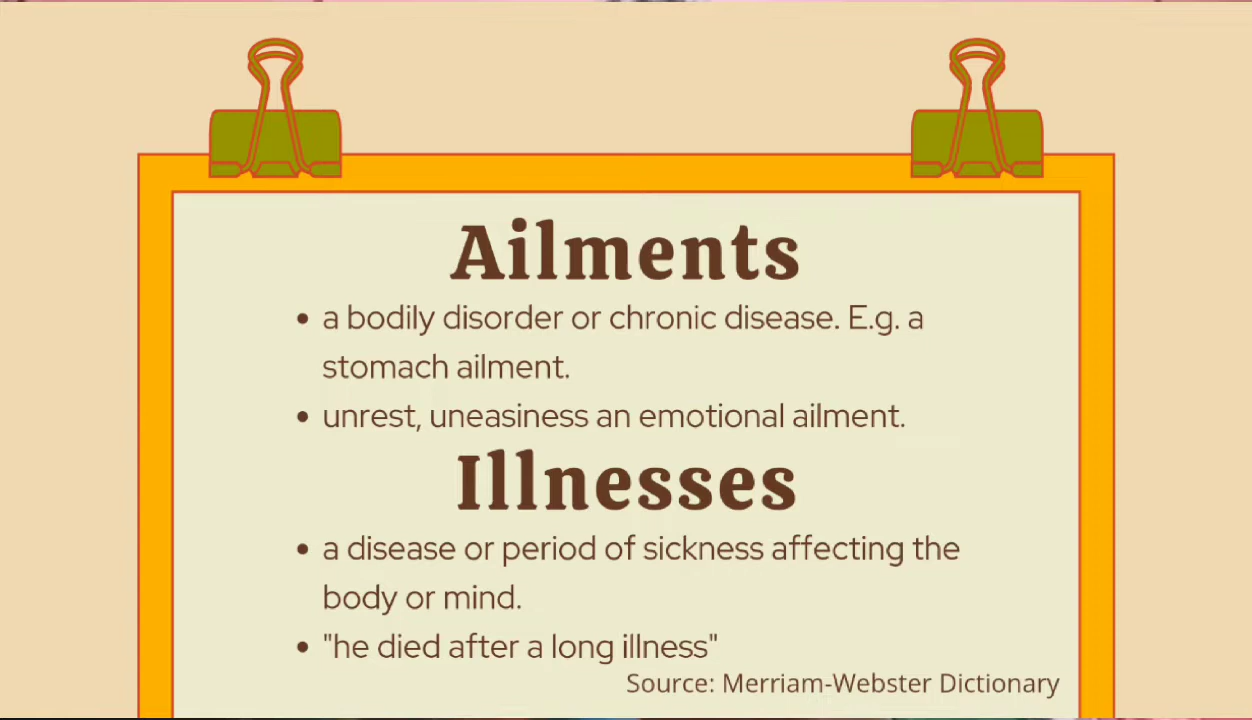 Ailments
• a bodily disorder or chronic disease. E.g. a
stomach ailment.
• unrest, uneasiness an emotional ailment.
Illnesses
• a disease or period of sickness affecting the
body or mind.
• "he died after a long illness"
Source: Merriam-Webster Dictionary